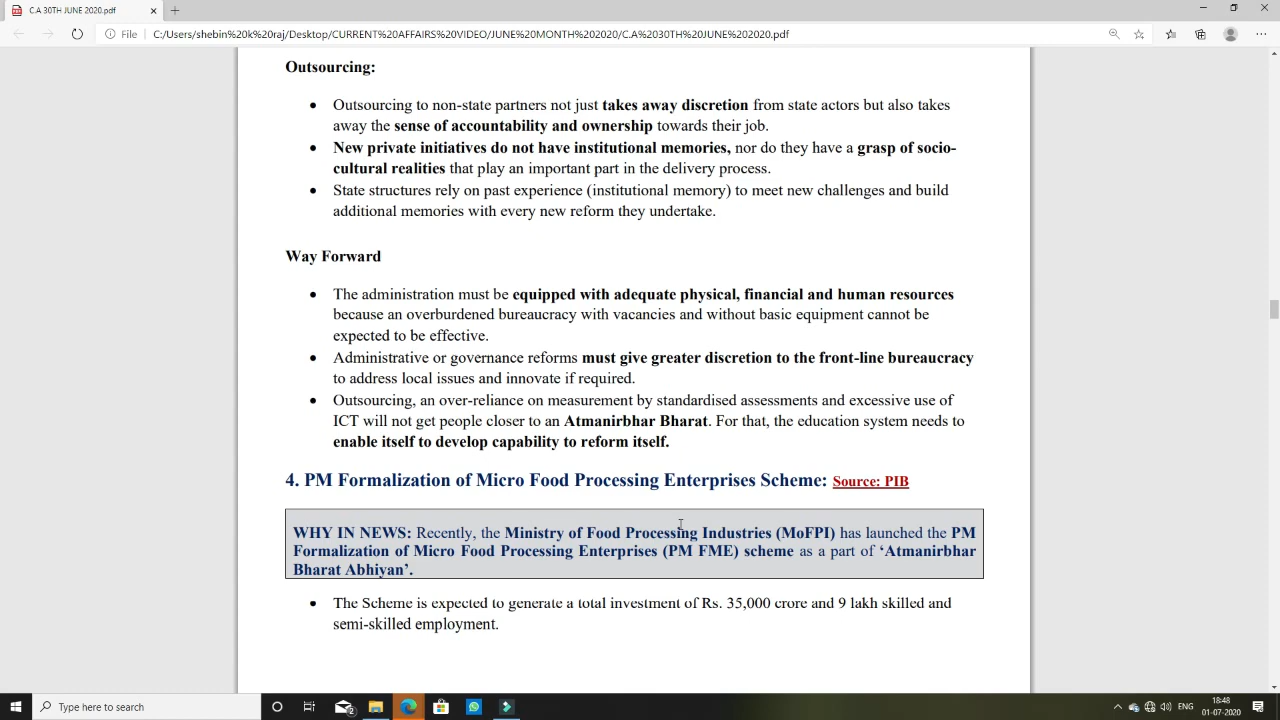 C.A 30TH JUNE 2020.pdf
File
C:/Users/shebin%20k%20raj/Desktop/CURRENT%20AFFAIRS%20VIDEO/JUNE%20MONTH%202020/C.A%2030TH%20JUNE%202020.pdf
Outsourcing:
• Outsourcing to non-state partners not just takes away discretion from state actors but also takes
away the sense of accountability and ownership towards their job.
• New private initiatives do not have institutional memories, nor do they have a grasp of socio-
cultural realities that play an important part in the delivery process.
• State structures rely on past experience (institutional memory) to meet new challenges and build
additional memories with every new reform they undertake.
Way Forward
• The administration must be equipped with adequate physical, financial and human resources
because an overburdened bureaucracy with vacancies and without basic equipment cannot be
expected to be effective.
• Administrative or governance reforms must give greater discretion to the front-line bureaucracy
to address local issues and innovate if required.
• Outsourcing, an over-reliance on measurement by standardised assessments and excessive use of
ICT will not get people closer to an Atmanirbhar Bharat. For that, the education system needs to
enable itself to develop capability to reform itself.
4. PM Formalization of Micro Food Processing Enterprises Scheme: Source: PIB
WHY IN NEWS: Recently, the Ministry of Food Processing Industries (MoFPI) has launched the PM
Formalization of Micro Food Processing Enterprises (PM FME) scheme as a part of ‘Atmanirbhar
Bharat Abhiyan’.
• The Scheme is expected to generate a total investment of Rs. 35,000 crore and 9 lakh skilled and
semi-skilled employment.
Type here to search
2
ENG
18:48
01-07-2020